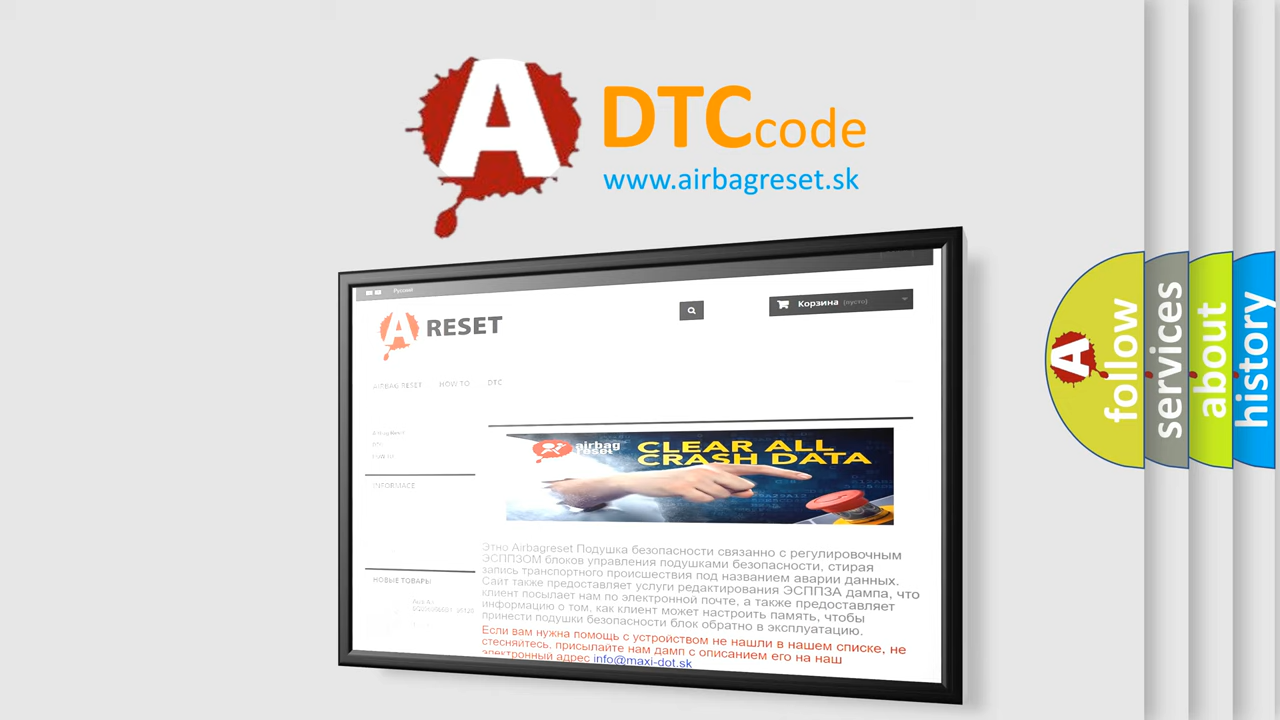 A
DTC code
www.airbagreset.sk
Русский
Корзина (пусто)
A RESET
AIRBAG RESET HOW TO DTC
Airbag Reset
DTC
INFORMACE
airbag
reset
CLEAR ALL
CRASH DATA
Этно Airbagreset Подушка безопасности связанно с регулировочным
ЭСППЗОМ блоков управления подушками безопасности, стирая
запись транспортного происшествия под названием аварии данных.
Сайт также предоставляет услуги редактирования ЭСППЗА дампа, что
клиент посылает нам по электронной почте, а также предоставляет
информацию о том, как клиент может настроить память, чтобы
принести подушки безопасности блок обратно в эксплуатацию.
Если вам нужна помощь с устройством не нашли в нашем списке, не
стесняйтесь, присылайте нам дамп с описанием его на наш
электронный адрес info@maxi-dot.sk
НОВЫЕ ТОВАРЫ
A
follow
services
about
history